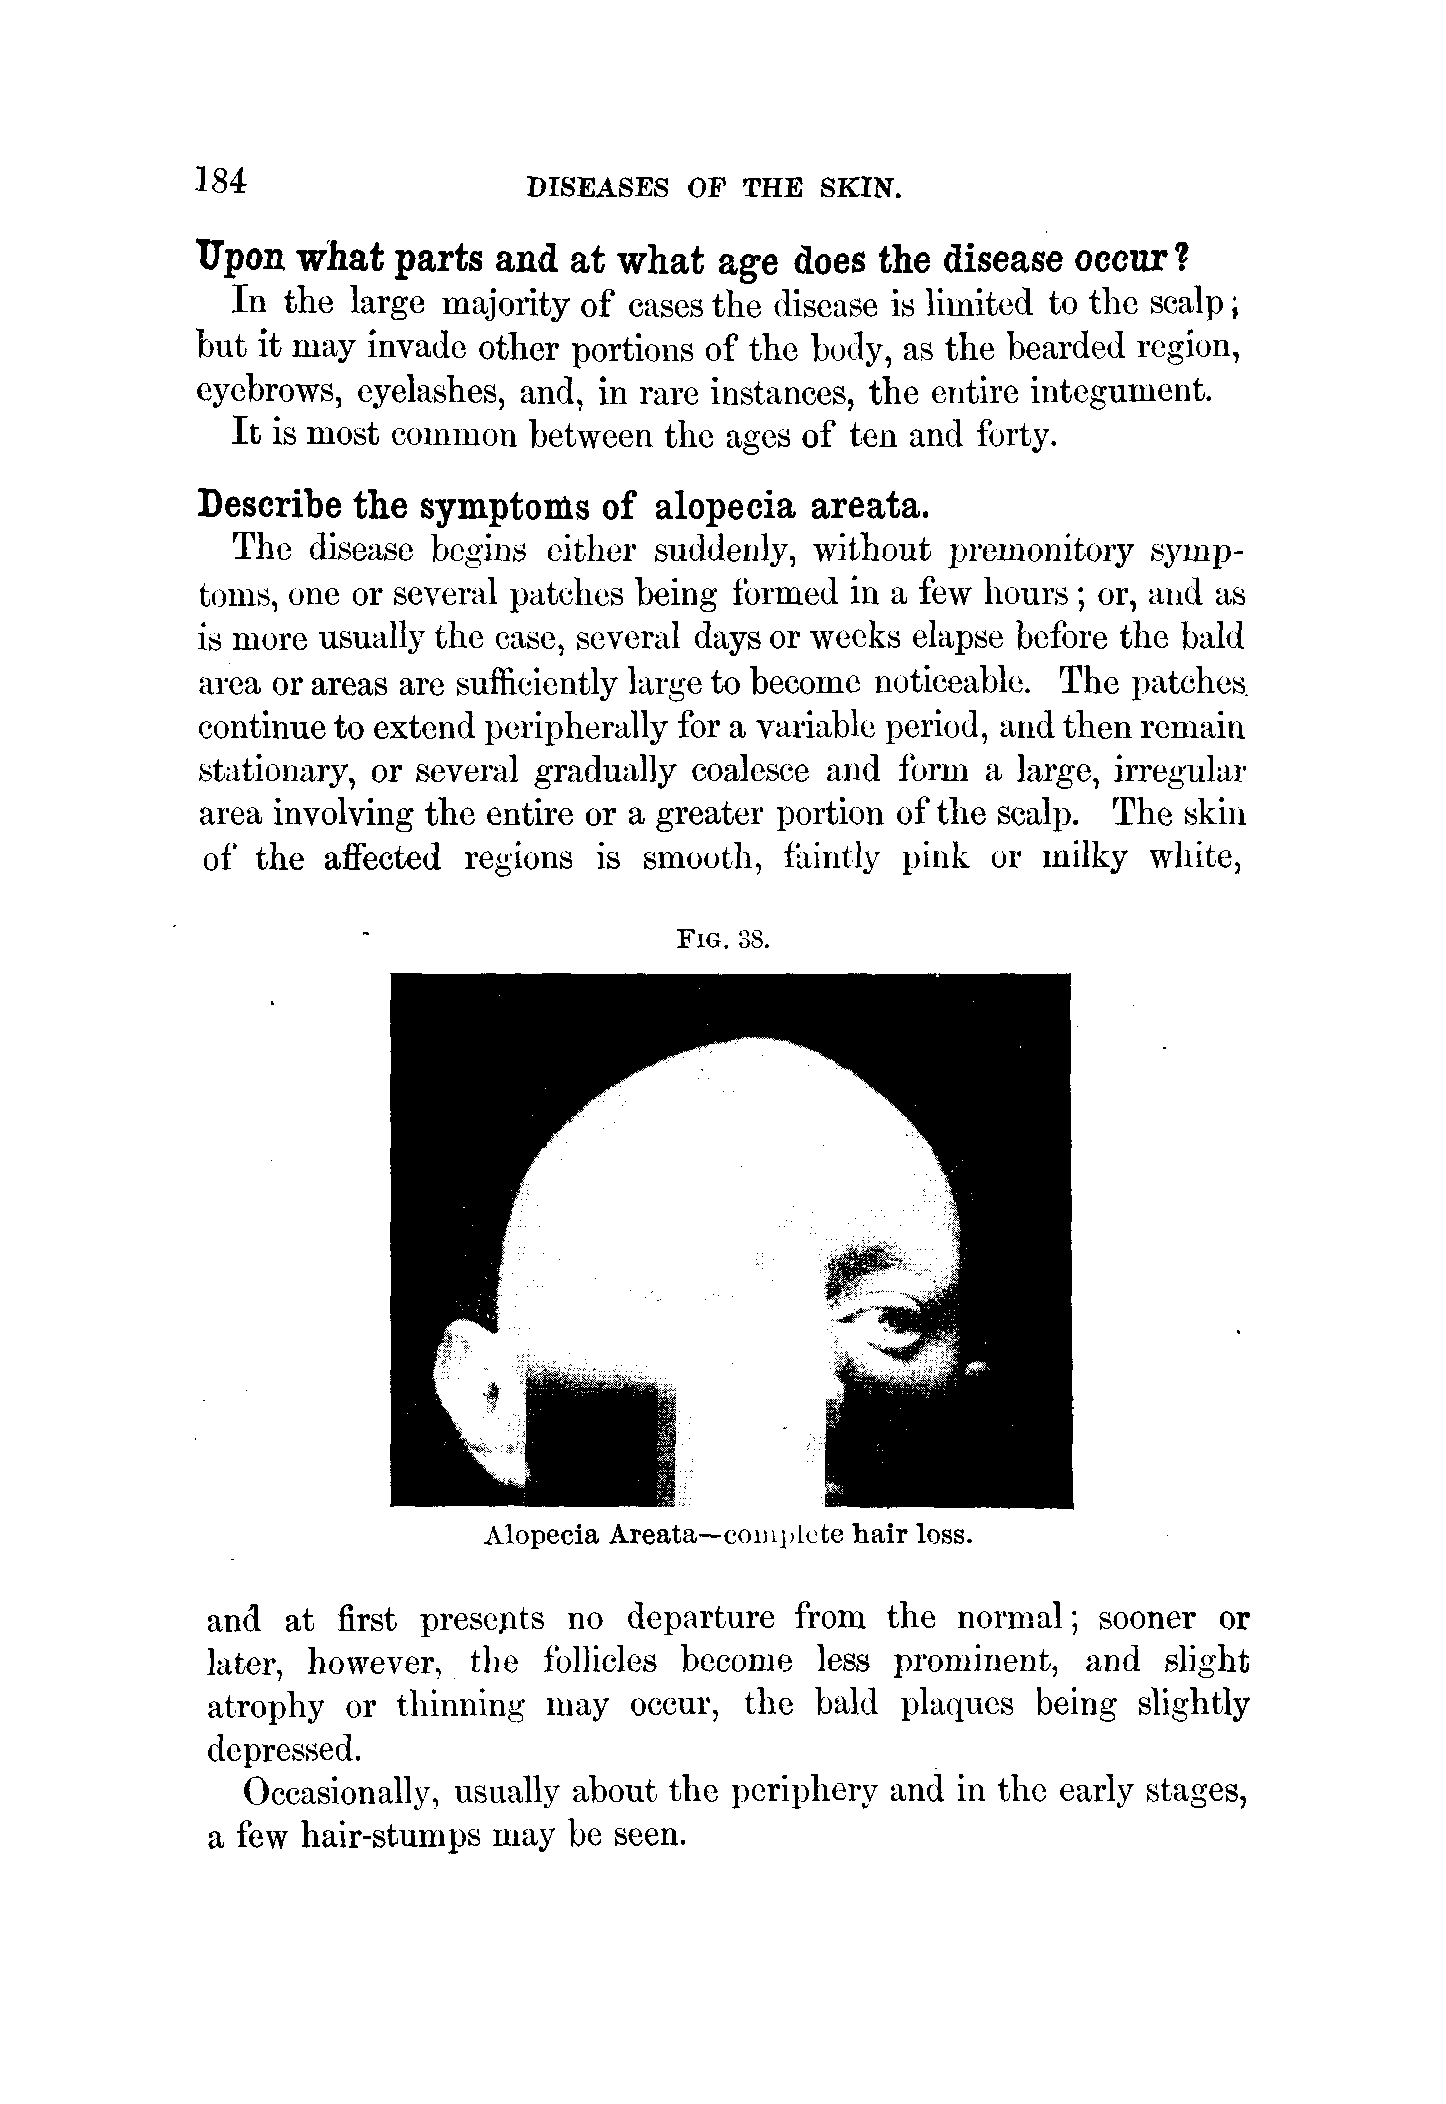 184 DISEASES OF THE SKIN.
Upon what parts and at what age does the disease occur?
In the large majority of cases the disease is limited to the scalp;
but it may invade other portions of the body, as the bearded region,
eyebrows, eyelashes, and, in rare instances, the entire integument.
It is most common between the ages of ten and forty.
Describe the symptoms of alopecia areata.
The disease begins either suddenly, without premonitory symp-
toms, one or several patches being formed in a few hours; or, and as
is more usually the case, several days or weeks elapse before the bald
area or areas are sufficiently large to become noticeable. The patches
continue to extend peripherally for a variable period, and then remain
stationary, or several gradually coalesce and form a large, irregular
area involving the entire or a greater portion of the scalp. The skin
of the affected regions is smooth, faintly pink or milky white,
FIG. 38.
Alopecia Areata—complete hair loss.
and at first presents no departure from the normal; sooner or
later, however, the follicles become less prominent, and slight
atrophy or thinning may occur, the bald plaques being slightly
depressed.
Occasionally, usually about the periphery and in the early stages,
a few hair-stumps may be seen.